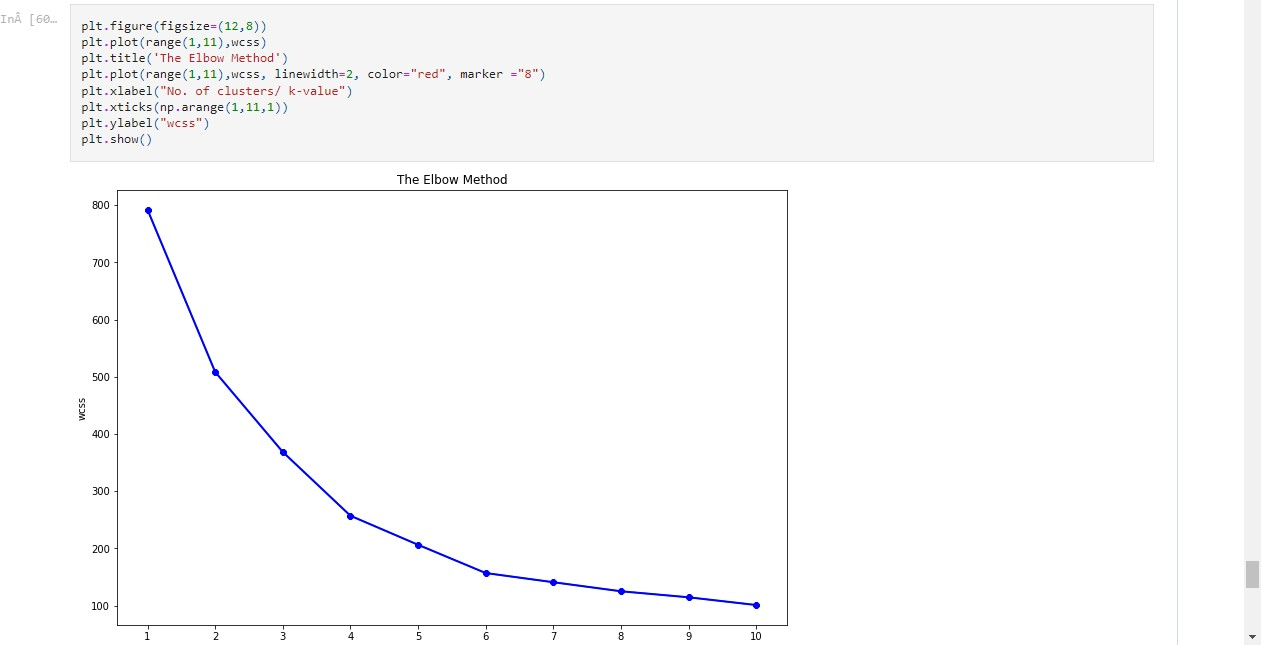 InÂ [60…
plt.figure(figsize=(12,8))
plt.plot(range(1,11),wcss)
plt.title('The Elbow Method')
plt.plot(range(1,11),wcss, linewidth=2, color="red", marker ="8")
plt.xlabel("No. of clusters/ k-value")
plt.xticks(np.arange(1,11,1))
plt.ylabel("wcss")
plt.show()
The Elbow Method
800
700
600
500
400
300
200
100
wcss
1 2 3 4 5 6 7 8 9 10